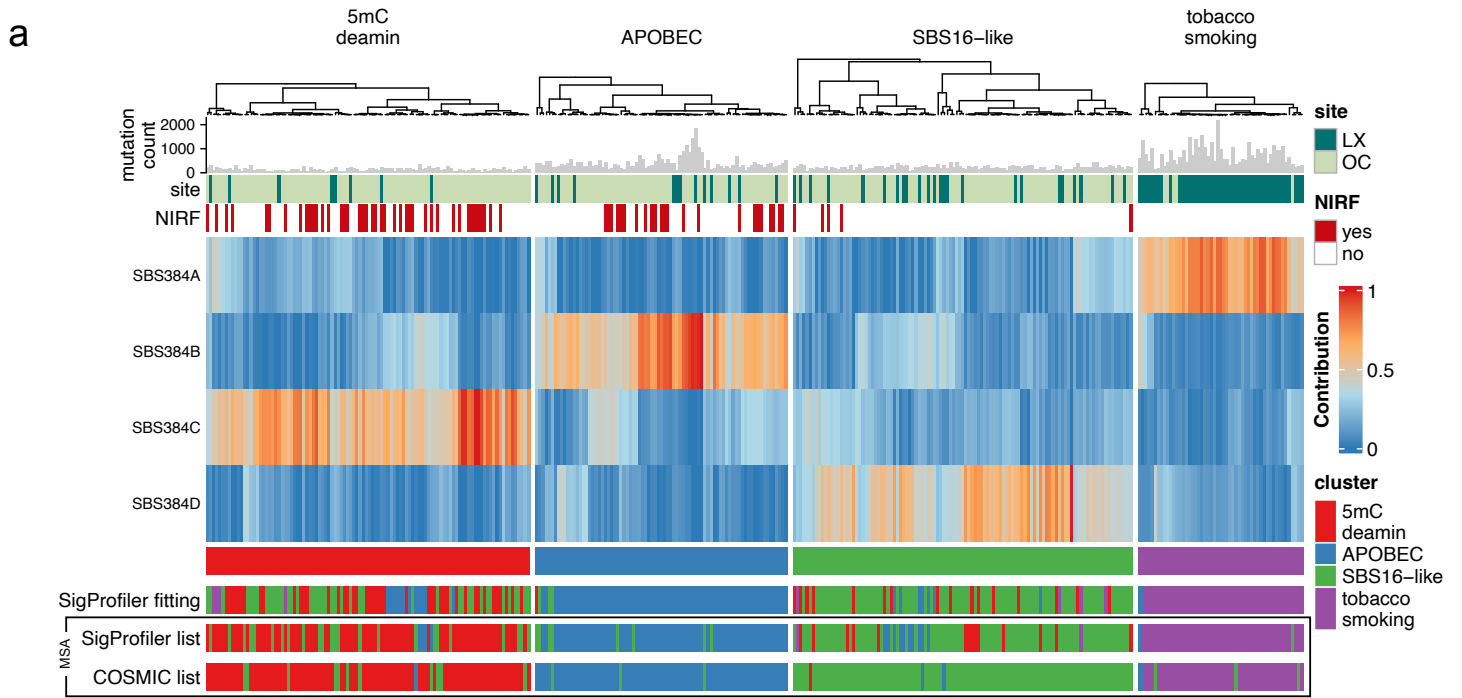 a
5mC
deamin
APOBEC
SBS16-like
tobacco
smoking
mutation
count
2000
1000
0
site
NIRF
SBS384A
SBS384B
SBS384C
SBS384D
SigProfiler fitting
MSA
SigProfiler list
COSMIC list
site
LX
OC
NIRF
yes
no
Contribution
1
0.5
0
cluster
5mC
deamin
APOBEC
SBS16-like
tobacco
smoking